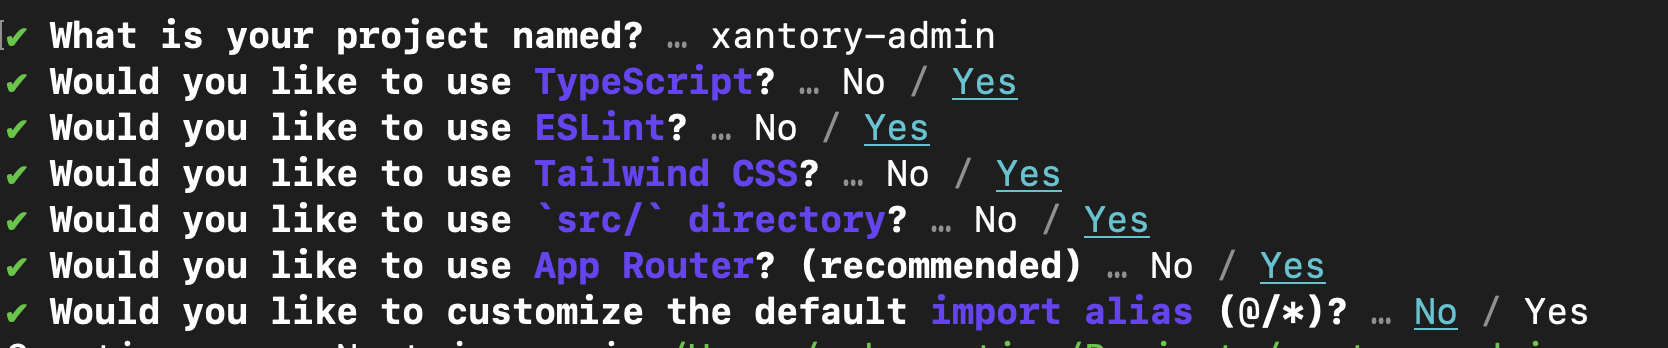 ✔ What is your project named? … xantory-admin
✔ Would you like to use TypeScript? … No / Yes
✔ Would you like to use ESLint? … No / Yes
✔ Would you like to use Tailwind CSS? … No / Yes
✔ Would you like to use `src/` directory? … No / Yes
✔ Would you like to use App Router? (recommended) … No / Yes
✔ Would you like to customize the default import alias (@/*)? … No / Yes